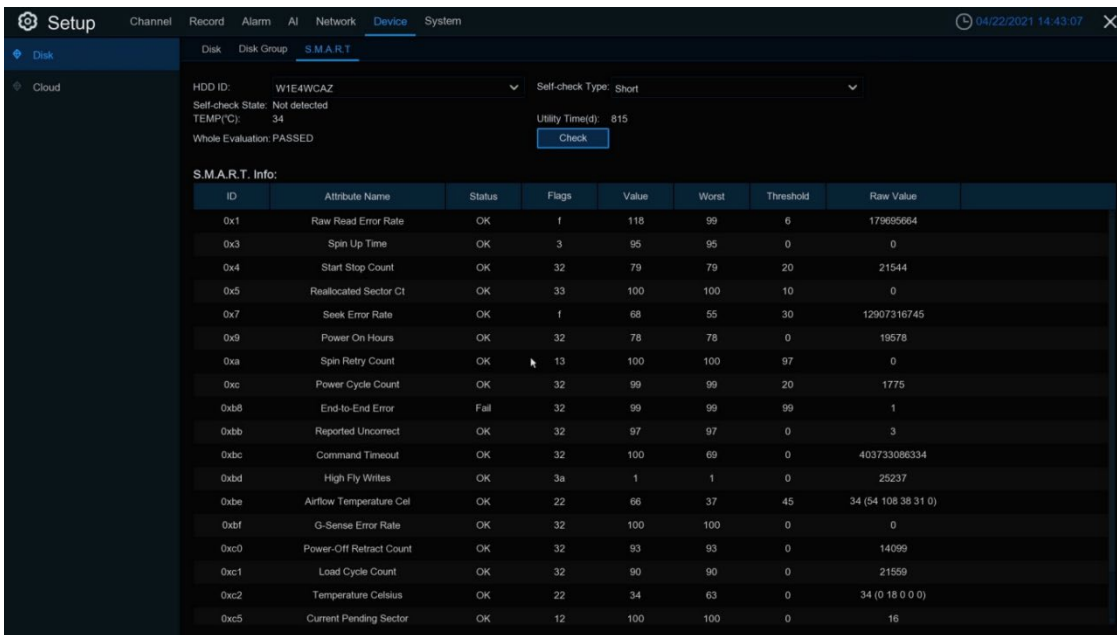 Setup Channel Record Alarm AI Network Device System 04/22/2021 14:43:07
Disk
Cloud
Disk Disk Group S.M.A.R.T
HDD ID: W1E4WCAZ Self-check Type: Short
Self-check State: Not detected
TEMP(°C): 34 Utility Time(d): 815
Whole Evaluation: PASSED Check
S.M.A.R.T. Info:
ID Attribute Name Status Flags Value Worst Threshold Raw Value
0x1 Raw Read Error Rate OK f 118 99 6 179695664
0x3 Spin Up Time OK 3 95 95 0 0
0x4 Start Stop Count OK 32 79 79 20 21544
0x5 Reallocated Sector Ct OK 33 100 100 10 0
0x7 Seek Error Rate OK f 68 55 30 12907316745
0x9 Power On Hours OK 32 78 78 0 19578
0xa Spin Retry Count OK 13 100 100 97 0
0xc Power Cycle Count OK 32 99 99 20 1775
0xb8 End-to-End Error Fail 32 99 99 99 1
0xbb Reported Uncorrect OK 32 97 97 0 3
0xbc Command Timeout OK 32 100 69 0 403733086334
0xbd High Fly Writes OK 3a 1 1 0 25237
0xbe Airflow Temperature Cel OK 22 66 37 45 34 (54 108 38 31 0)
0xbf G-Sense Error Rate OK 32 100 100 0 0
0xc0 Power-Off Retract Count OK 32 93 93 0 14099
0xc1 Load Cycle Count OK 32 90 90 0 21559
0xc2 Temperature Celsius OK 22 34 63 0 34 (0 18 0 0 0)
0xc5 Current Pending Sector OK 12 100 100 0 16